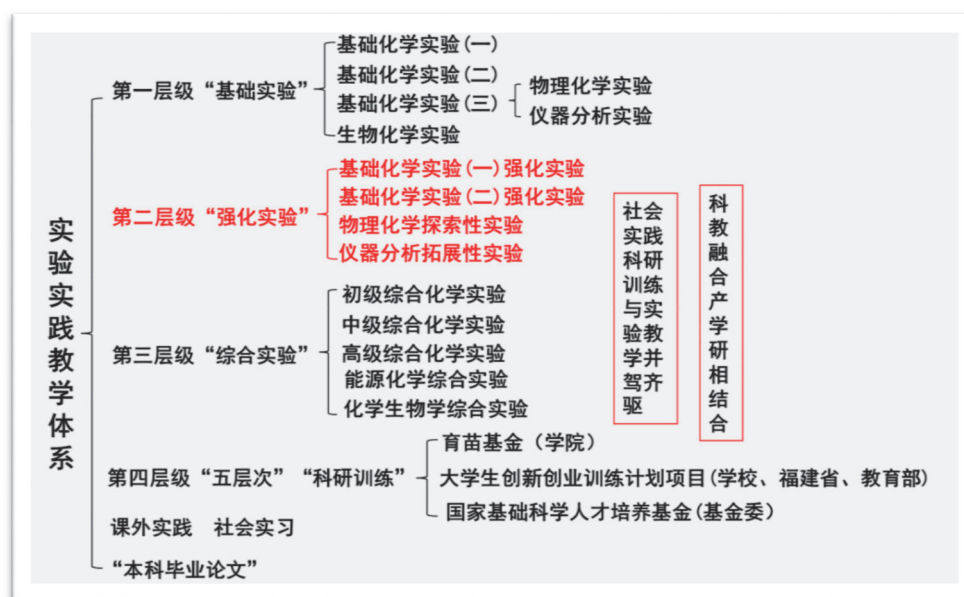 实验实践教学体系
第一层级“基础实验”
基础化学实验(一)
基础化学实验(二)
基础化学实验(三)
物理化学实验
仪器分析实验
生物化学实验
第二层级“强化实验”
基础化学实验(一)强化实验
基础化学实验(二)强化实验
物理化学探索性实验
仪器分析拓展性实验
第三层级“综合实验”
初级综合化学实验
中级综合化学实验
高级综合化学实验
能源化学综合实验
化学生物学综合实验
社会
实践
科研
训练
与实
验教
学并
驾齐
驱
科教融合产学研相结合
第四层级“五层次” “科研训练”
育苗基金（学院）
大学生创新创业训练计划项目(学校、福建省、教育部)
国家基础科学人才培养基金(基金委)
课外实践 社会实习
“本科毕业论文”